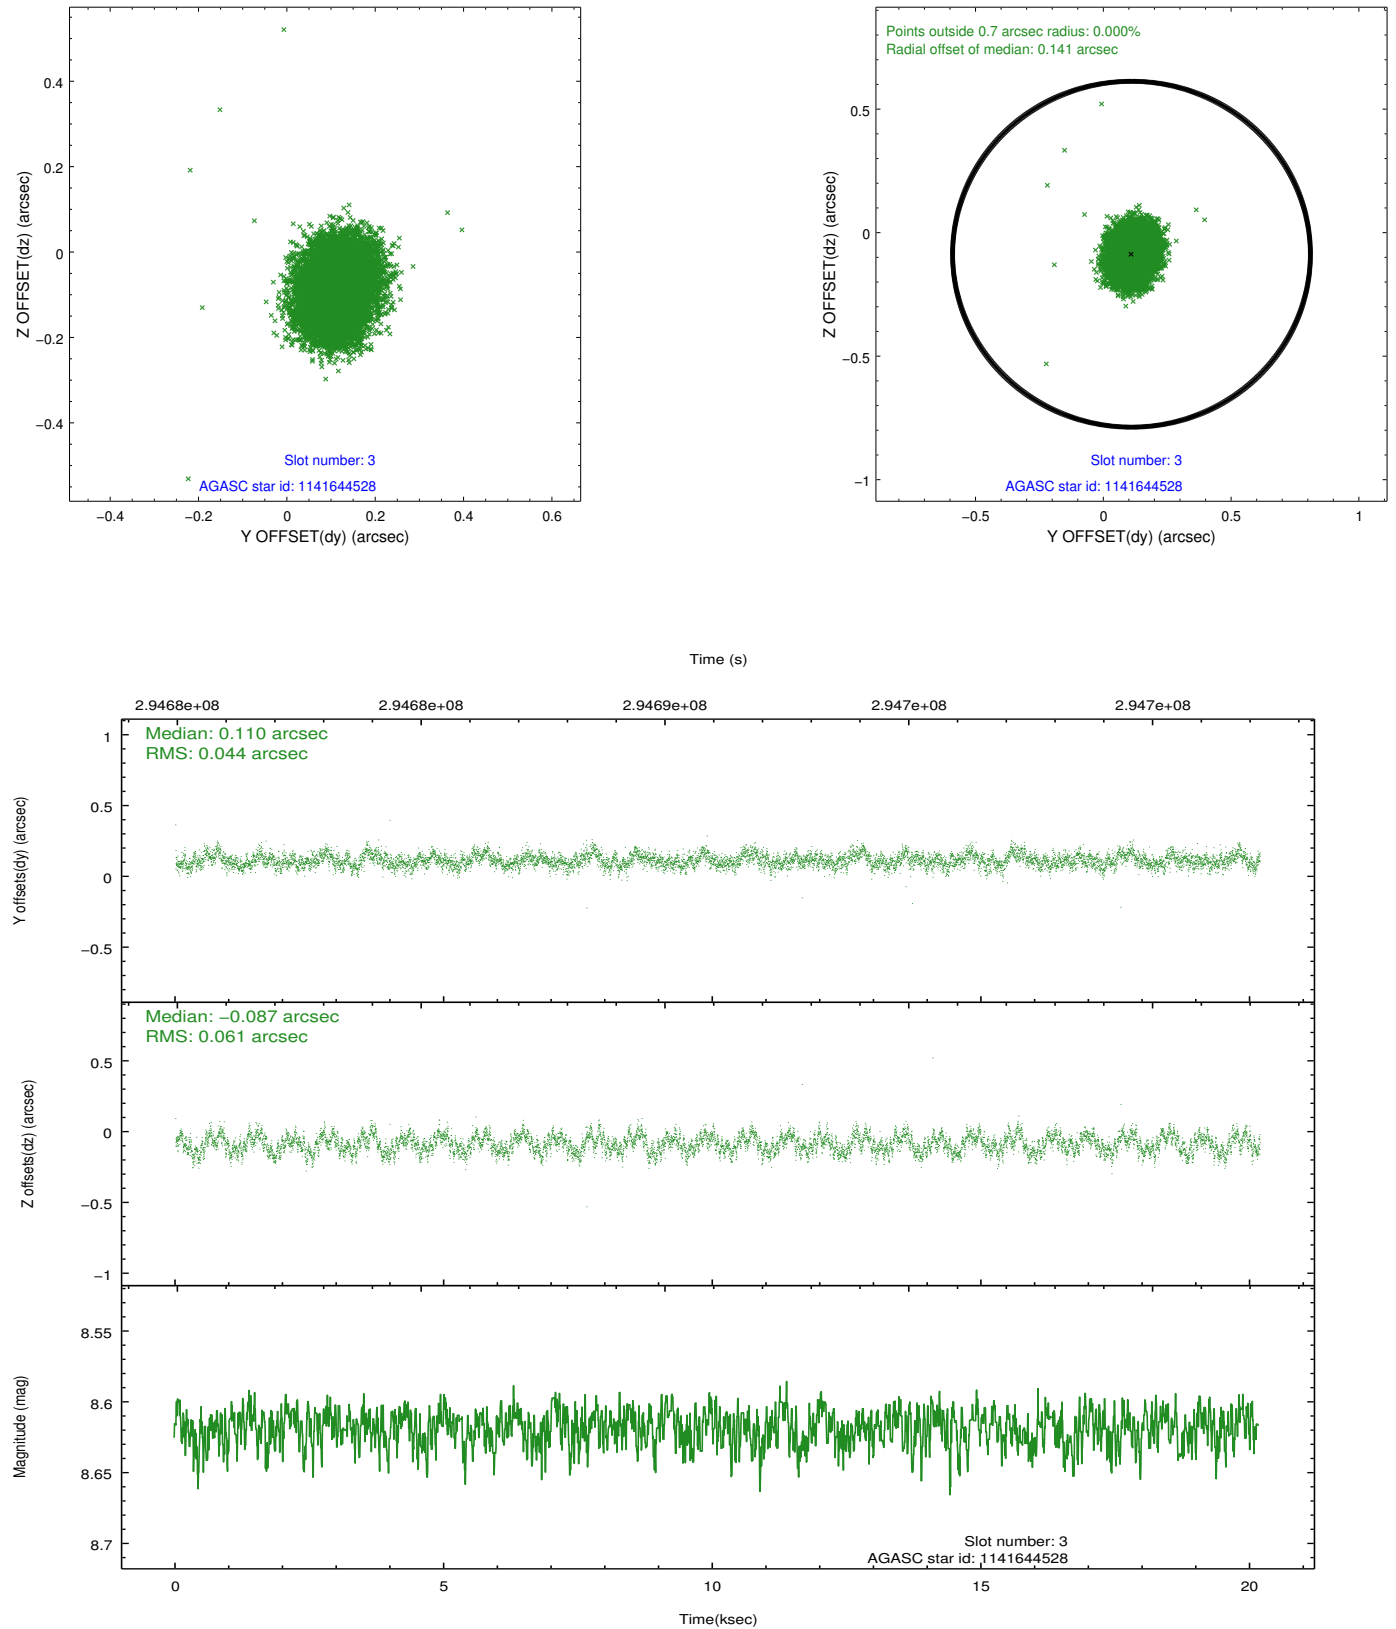 0.4
0.2
0
−0.2
−0.4
Z OFFSET(dz) (arcsec)
Slot number: 3
AGASC star id: 1141644528
−0.4
−0.2
0
0.2
0.4
0.6
Y OFFSET(dy) (arcsec)
Points outside 0.7 arcsec radius: 0.000%
Radial offset of median: 0.141 arcsec
0.5
0
−0.5
−1
Z OFFSET(dz) (arcsec)
Slot number: 3
AGASC star id: 1141644528
−0.5
0
0.5
1
Y OFFSET(dy) (arcsec)
Time (s)
2.9468e+08
2.9468e+08
2.9469e+08
2.947e+08
2.947e+08
Median: 0.110 arcsec
RMS: 0.044 arcsec
1
0.5
0
−0.5
Y offsets(dy) (arcsec)
Median: −0.087 arcsec
RMS: 0.061 arcsec
0.5
0
−0.5
−1
Z offsets(dz) (arcsec)
8.55
8.6
8.65
8.7
Magnitude (mag)
Slot number: 3
AGASC star id: 1141644528
0
5
10
15
20
Time(ksec)